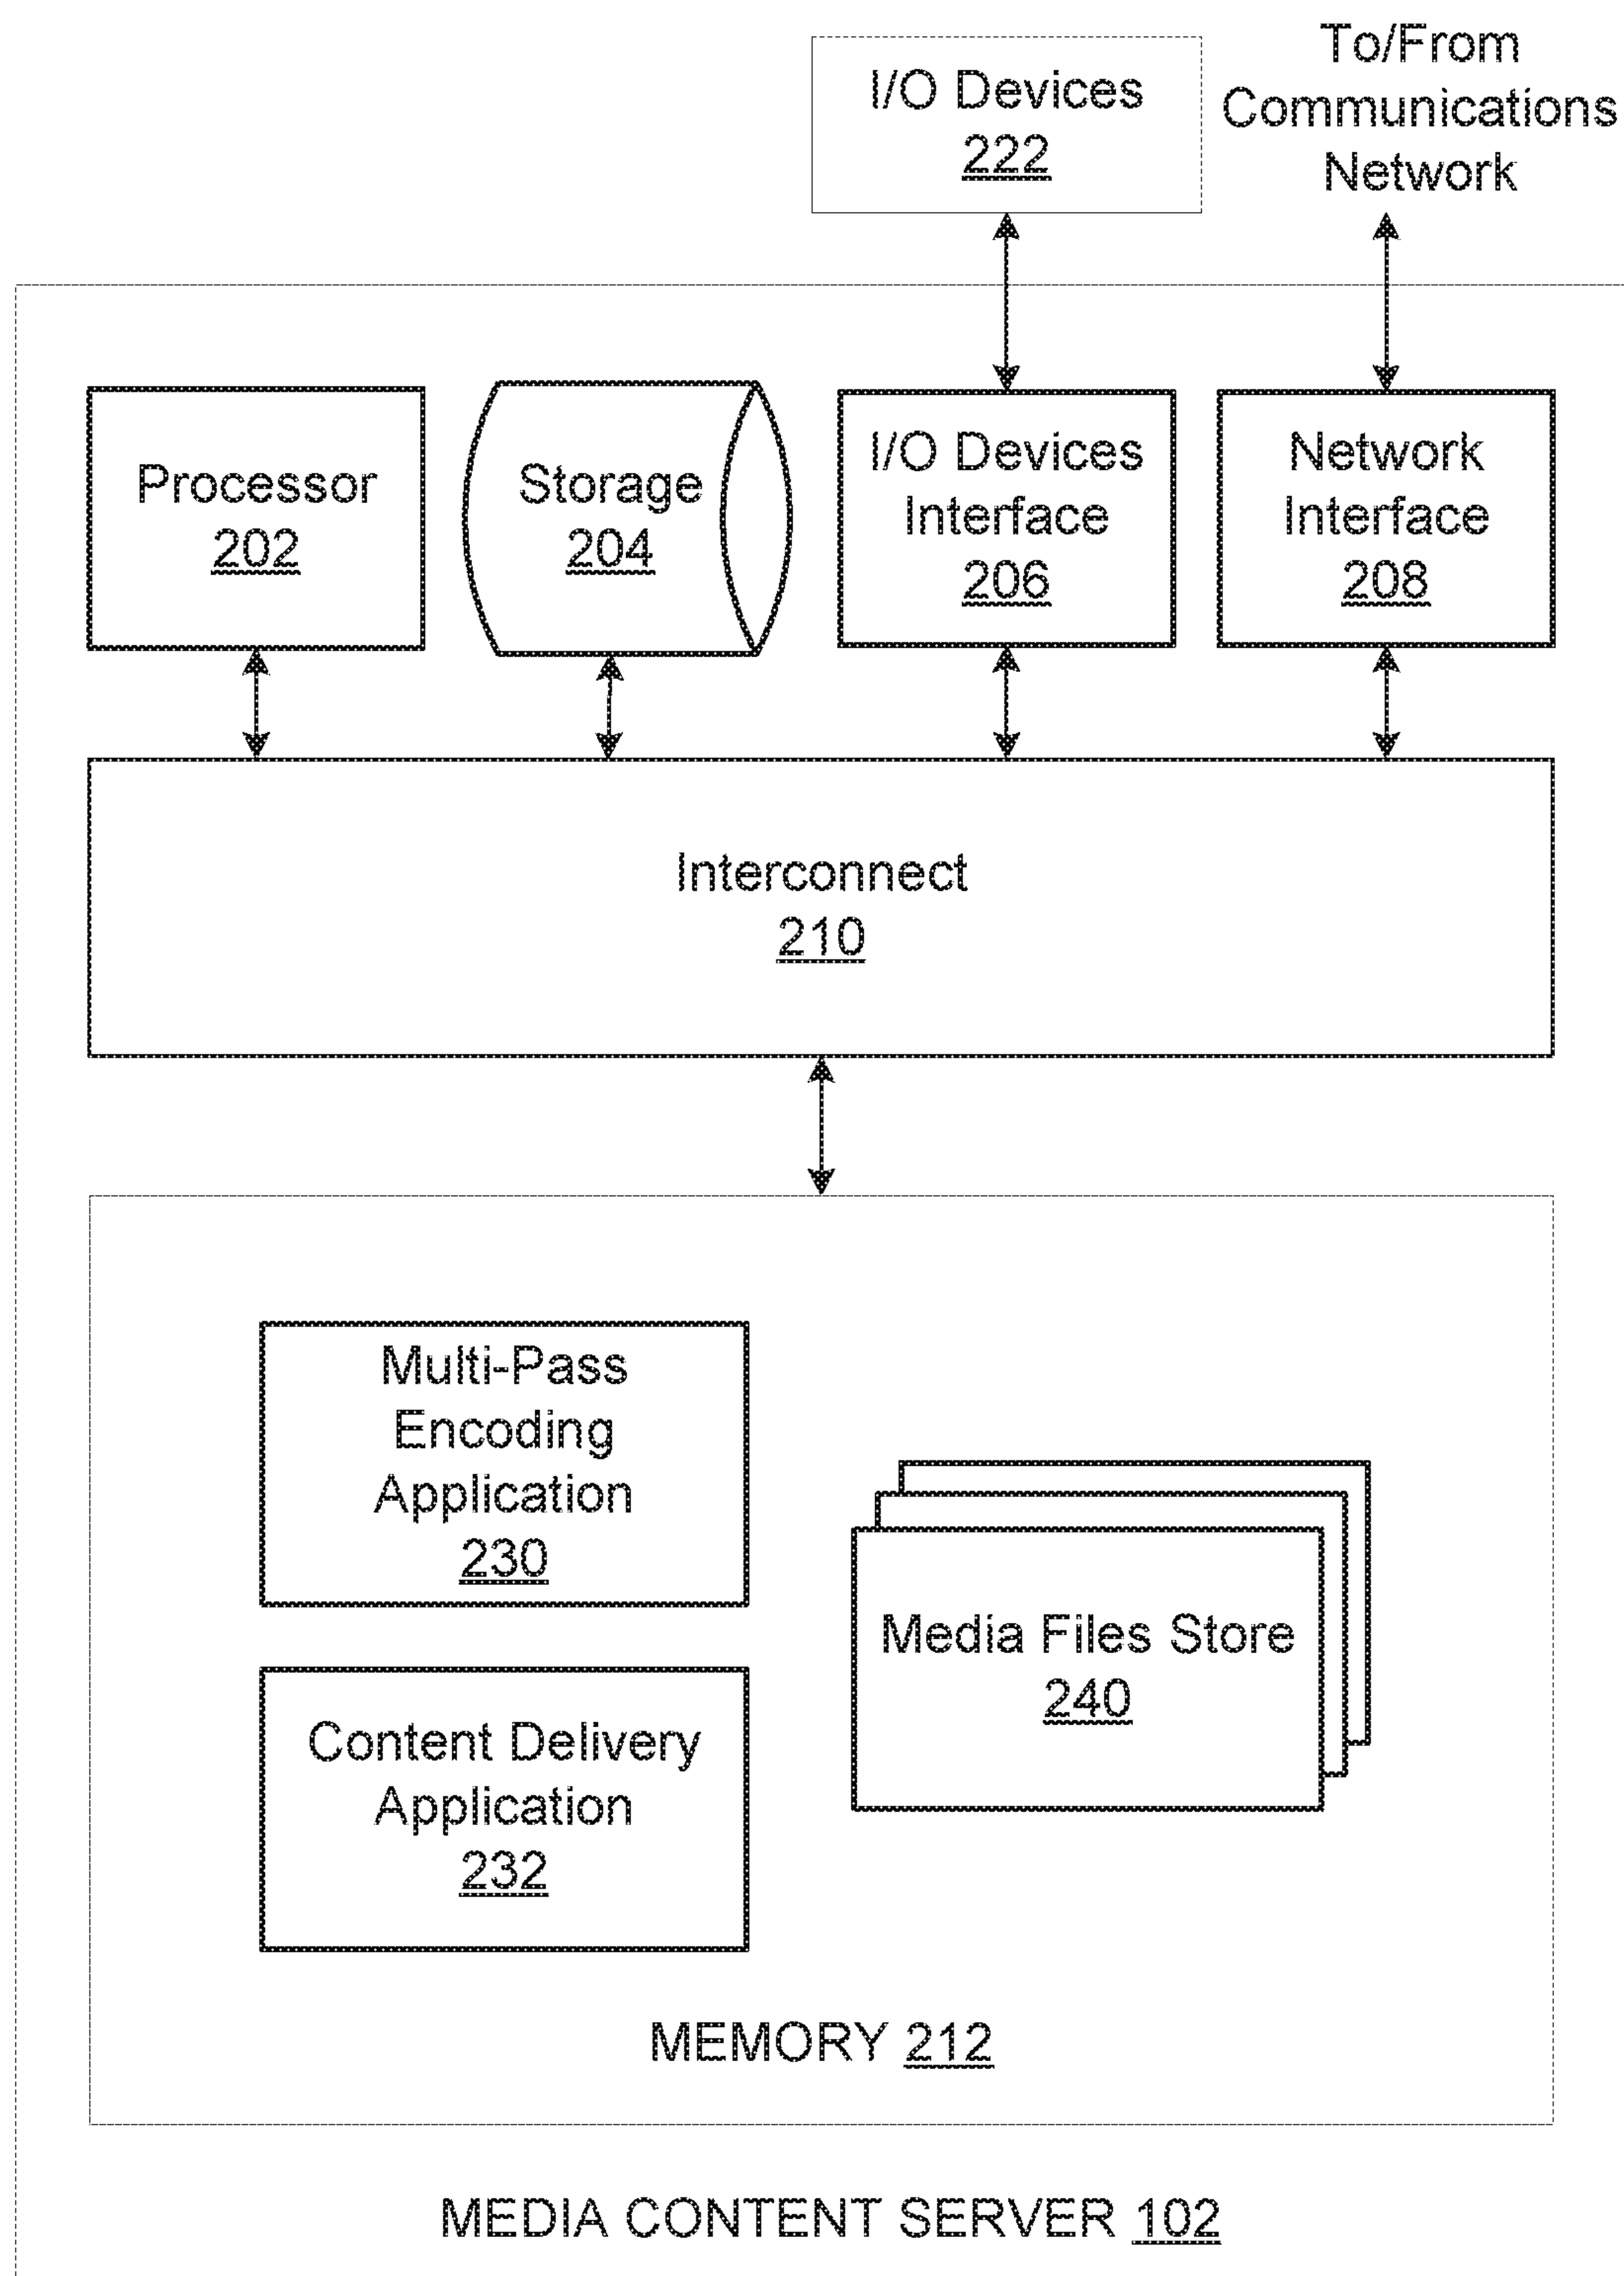 I/O Devices
222
To/From
Communications
Network
Processor
202
Storage
204
I/O Devices
Interface
206
Network
Interface
208
Interconnect
210
Multi-Pass
Encoding
Application
230
Media Files Store
240
Content Delivery
Application
232
MEMORY 212
MEDIA CONTENT SERVER 102